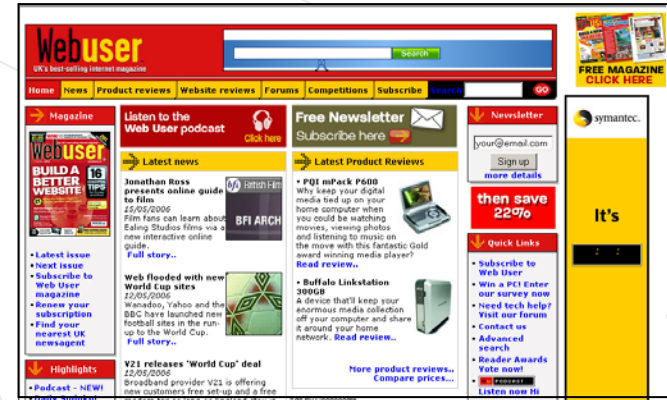 Webuser
UK's best-selling internet magazine
Search
FREE MAGAZINE
CLICK HERE
Home
News
Product reviews
Website reviews
Forums
Competitions
Subscribe
Search
GO
Magazine
Webuser
BUILD A
BETTER
WEBSITE!
16
TIPS
• Latest issue
• Next issue
• Subscribe to
Web User
magazine
• Renew your
subscription
• Find your
nearest UK
newsagent
Highlights
• Podcast - NEW!
Listen to the
Web User podcast
Click here
Latest news
Jonathan Ross
presents online guide
to film
15/05/2006
Film fans can learn about
Ealing Studios films via a
new interactive online
guide.
Full story..
bfi British Film
BFI ARCH
Web flooded with new
World Cup sites
12/05/2006
Wanadoo, Yahoo and the
BBC have launched new
football sites in the run-
up to the World Cup.
Full story..
V21 releases 'World Cup' deal
12/05/2006
Broadband provider V21 is offering
new customers free set-up and a free
Free Newsletter
Subscribe here
Latest Product Reviews
• PQI mPack P600
Why keep your digital
media tied up on your
home computer when
you could be watching
movies, viewing photos
and listening to music on
the move with this fantastic Gold
award winning media player?
Read review..
• Buffalo Linkstation
300GB
A device that'll keep your
enormous media collection
off your computer and share
it around your home
network. Read review..
More product reviews..
Compare prices...
Newsletter
your@email.com
Sign up
more details
then save
22%
Quick Links
• Subscribe to
Web User
• Win a PC! Enter
our survey now
• Need tech help?
Visit our forum
• Contact us
• Advanced
search
• Reader Awards
Vote now!
• PODCAST
Listen now Hi
symantec.
It's